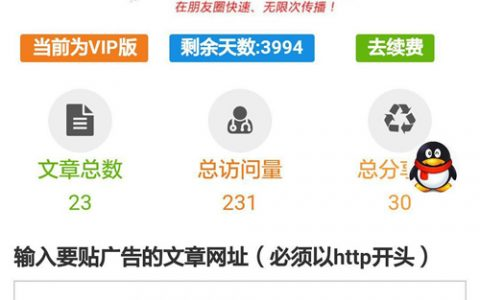 在朋友圈快速、无限次传播！
当前为VIP版 剩余天数:3994 去续费
文章总数 总访问量 总分享
23 231 30
输入要贴广告的文章网址（必须以http开头）